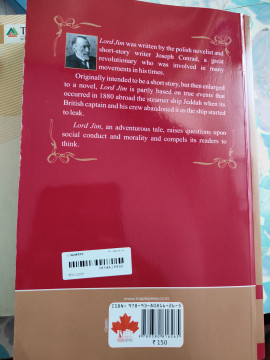 Lord Jim was written by the polish novelist and
short-story writer Joseph Conrad, a great
revolutionary who was involved in many
movements in his times.
Originally intended to be a short story, but then enlarged
to a novel, Lord Jim is partly based on true events that
occurred in 1880 abroad the steamer ship Jeddah when its
British captain and his crew abandoned it as the ship started
to leak.
Lord Jim, an adventurous tale, raises questions upon
social conduct and morality and compels its readers to
think.
₹150